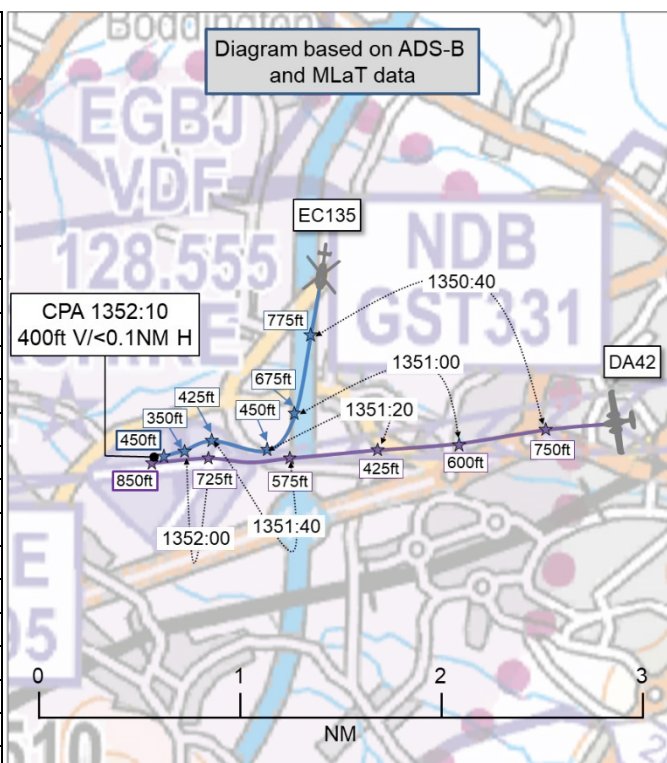 Boddington
Diagram based on ADS-B
and MLaT data
EGBJ
VDF
128.555
EC135
NDB
GST331
775ft
1350:40
CPA 1352:10
400ft V/<0.1NM H
1351:00
DA42
675ft
425ft
1351:20
350ft
450ft
450ft
750ft
600ft
425ft
850ft
725ft
575ft
1351:40
1352:00
E
95
0
1
2
3
NM
510